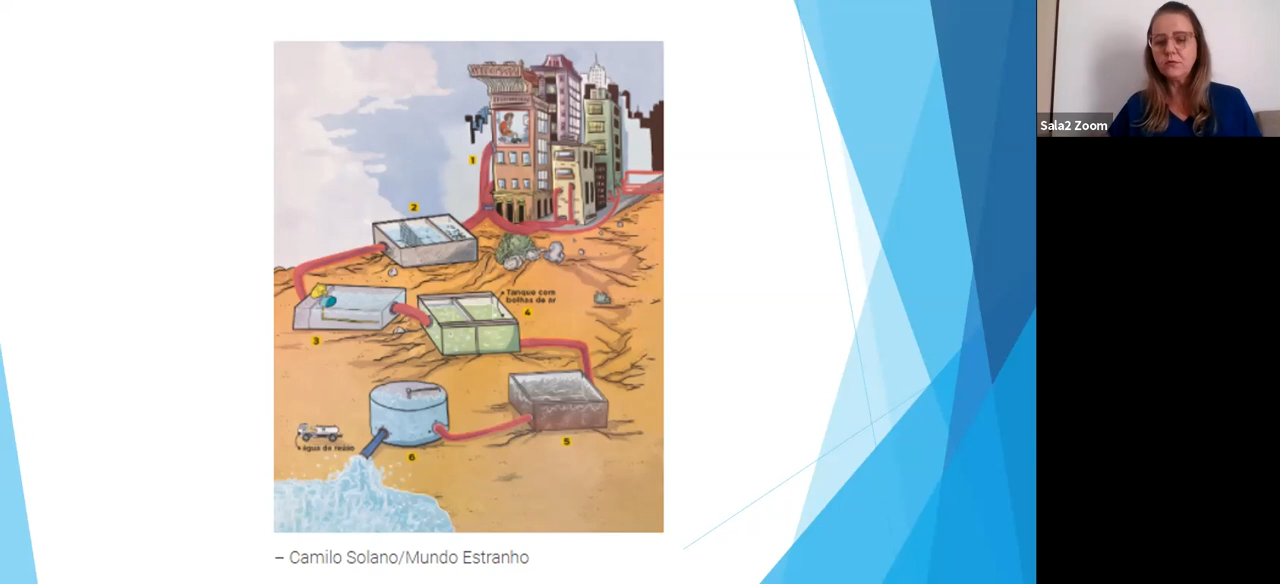 Sala2 Zoom
1
2
• Tanque com
bolhas de ar
4
3
5
• água de reúso
6
– Camilo Solano/Mundo Estranho